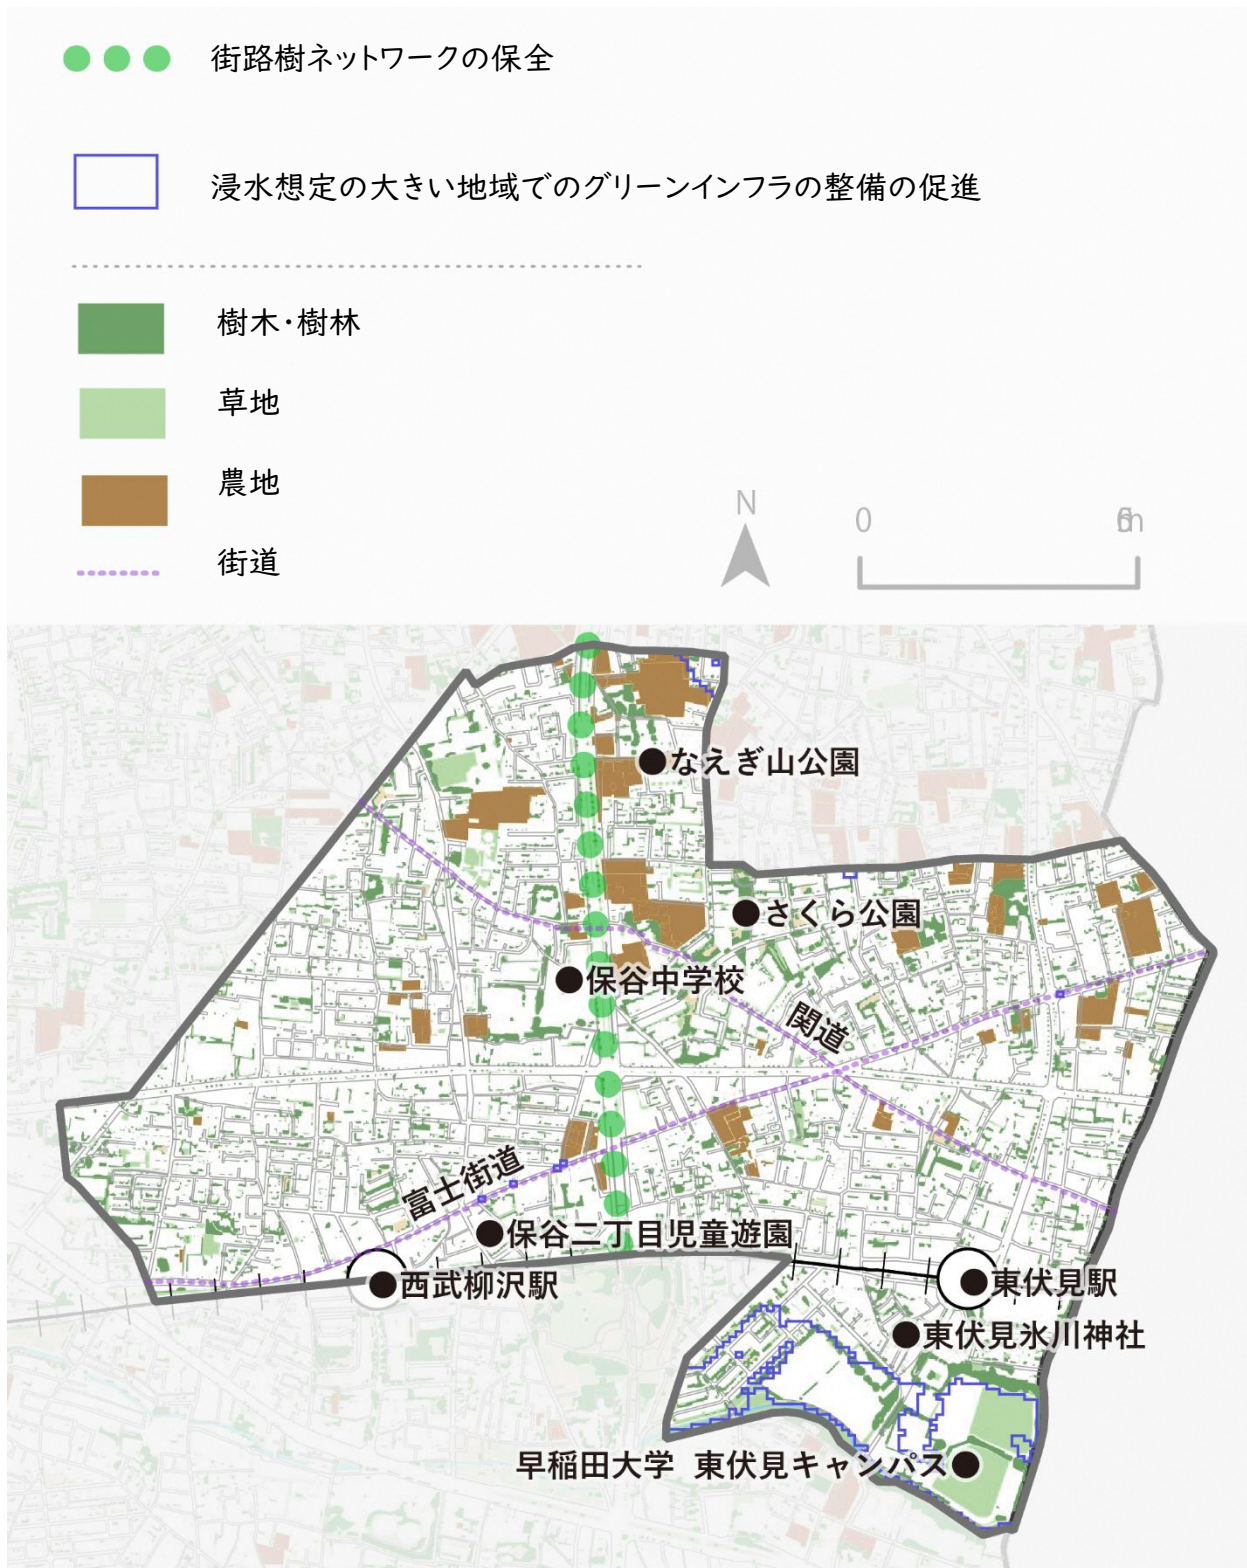 街路樹ネットワークの保全
浸水想定の大きい地域でのグリーンインフラの整備の促進
樹木・樹林
草地
農地
街道
N
0
なえぎ山公園
さくら公園
保谷中学校
関道
富士街道
保谷二丁目児童遊園
西武柳沢駅
東伏見駅
東伏見氷川神社
早稲田大学 東伏見キャンパス